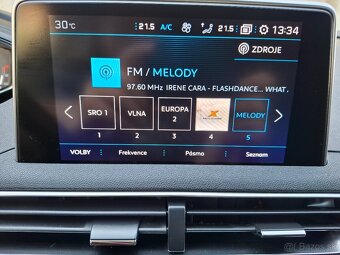 30°C 21.5 A/C 21.5 13:34
ZDROJE
FM / MELODY
97.60 MHz IRENE CARA - FLASHDANCE... WHAT
SRO 1 VLNA EUROPA 2 MELODY
1 2 3 4 5
VOLBY Frekvence Pásmo Seznam